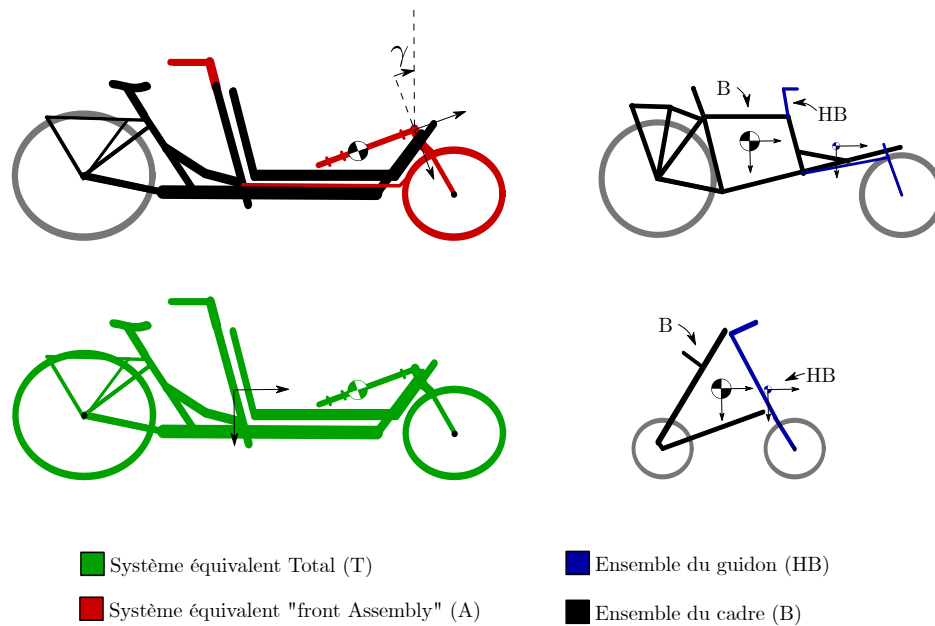 γ
B
HB
B
HB
Système équivalent Total (T)
Ensemble du guidon (HB)
Système équivalent "front Assembly" (A)
Ensemble du cadre (B)